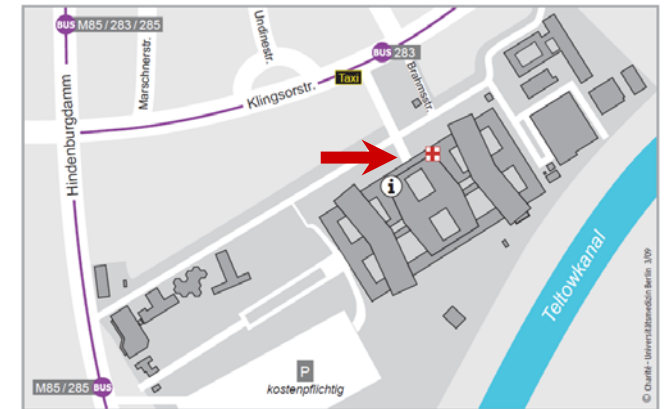 BUS M85 / 283 / 285
Undinestr.
Marschnerstr.
BUS 283
Taxi
Brahmsstr.
Klingsorstr.
Hindenburgdamm
i
Teltowkanal
P
kostenpflichtig
M85 / 285 BUS
© Charité - Universitätsmedizin Berlin 3/09